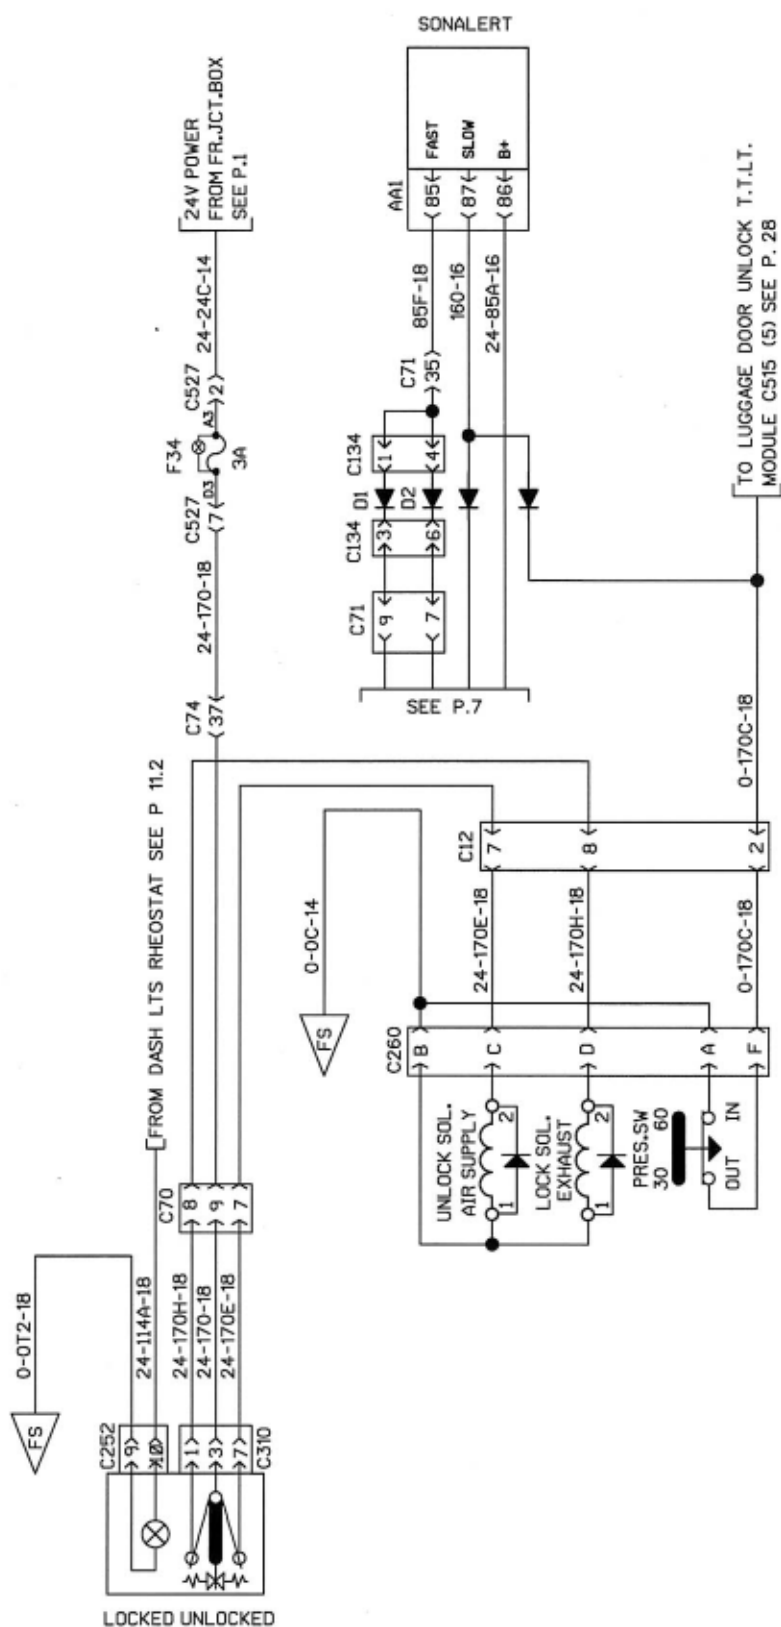 SONALERT
24V POWER
FROM FR.JCT.BOX
SEE P.1
FAST
SLOW
B+
AA1
85
87
86
24-24C-14
85F-18
160-16
24-85A-16
C527
2
A3
F34
3A
D3
C527
7
C71
35
C134
1
4
D1
D2
C134
3
6
C71
9
7
SEE P.7
TO LUGGAGE DOOR UNLOCK T.T.LT.
MODULE C515 (5) SEE P. 28
24-170-18
C74
37
FROM DASH LTS RHEOSTAT SEE P 11.2
0-0C-14
FS
C12
7
8
2
0-170C-18
24-170E-18
24-170H-18
0-170C-18
C260
B
C
D
A
F
UNLOCK SOL.
AIR SUPPLY
1
2
LOCK SOL.
EXHAUST
1
2
PRES.SW
30 60
OUT IN
C70
8
9
7
0-0T2-18
24-114A-18
24-170H-18
24-170-18
24-170E-18
FS
C252
9
10
1
3
7
C310
LOCKED UNLOCKED